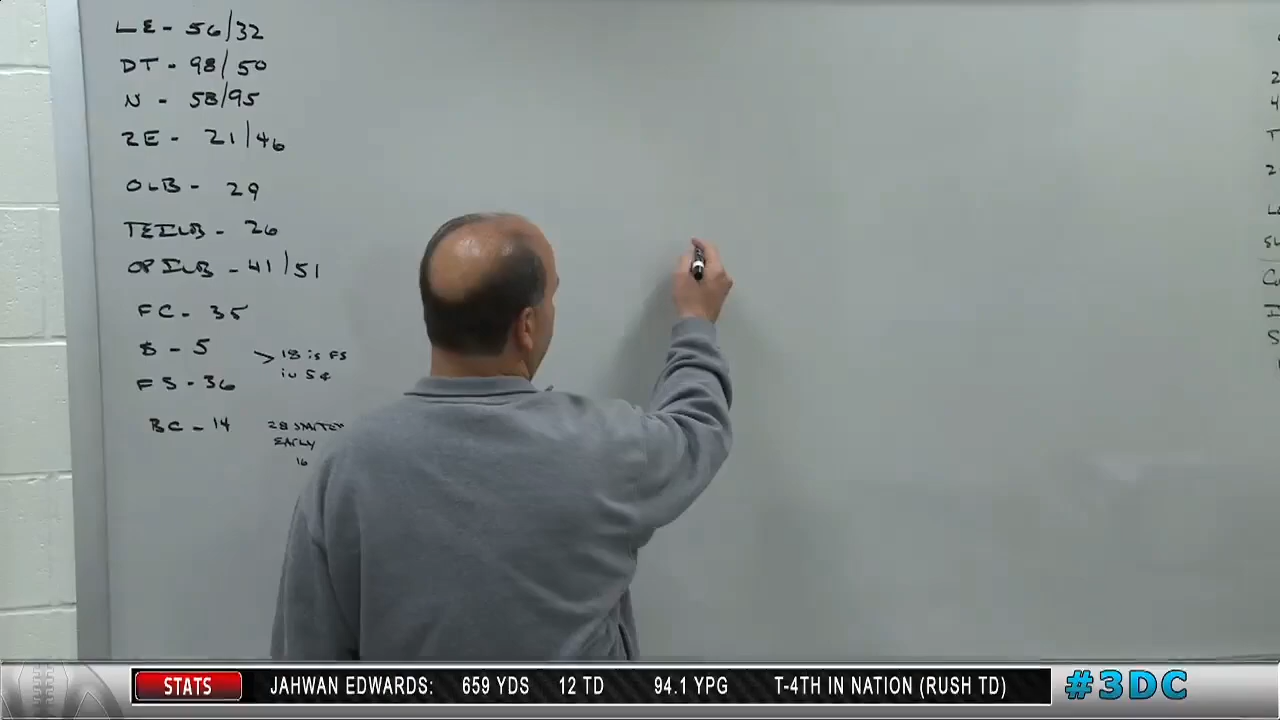 LE - 56/32
DT - 98/50
N - 58/95
RE - 21/46
OLB - 29
TEILB - 26
OPILB - 41/51
FC - 35
$ - 5 > 18 is FS
in 5¢
FS - 36
BC - 14
28 STARTED
EARLY
16
STATS JAHWAN EDWARDS: 659 YDS 12 TD 94.1 YPG T-4TH IN NATION (RUSH TD) #3DC